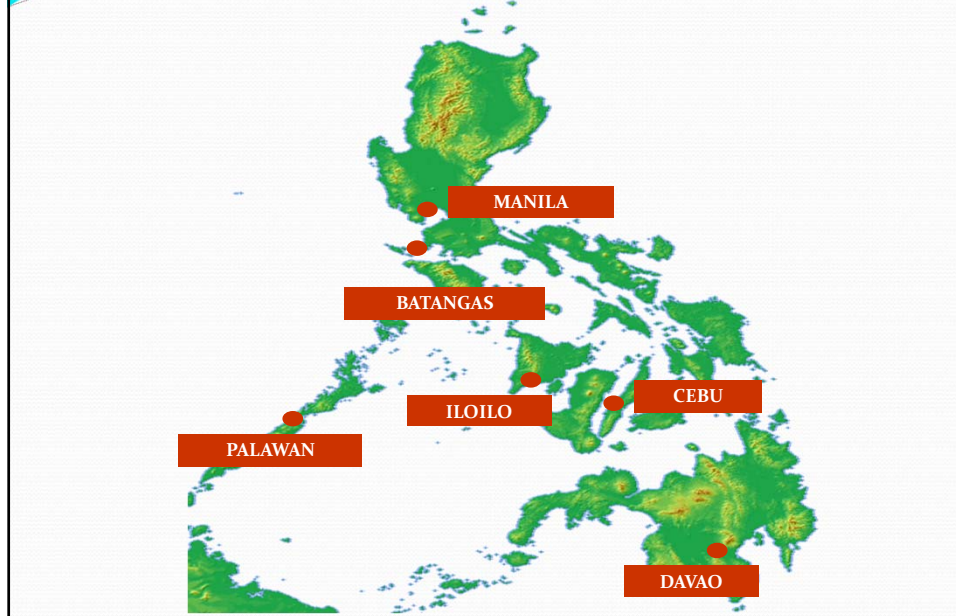 MANILA
BATANGAS
CEBU
ILOILO
PALAWAN
DAVAO